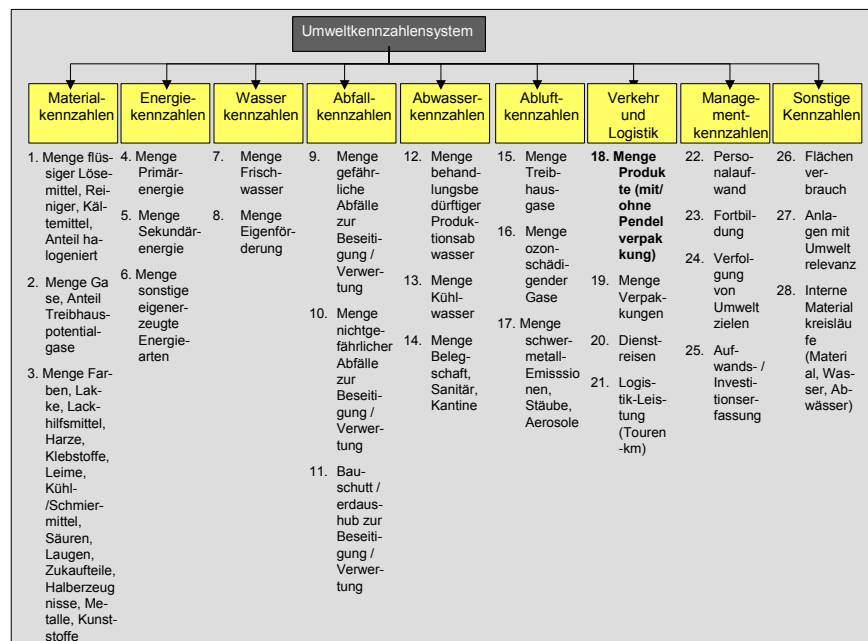 Umweltkennzahlensystem
Material-
kennzahlen
1. Menge flüs-
siger Löse-
mittel, Rei-
niger, Käl-
temittel,
Anteil ha-
logeniert
2. Menge Ga
se, Anteil
Treibhaus-
potential-
gase
3. Menge Far-
ben, Lak-
ke, Lack-
hilfsmittel,
Harze,
Klebstoffe,
Leime,
Kühl-
/Schmier-
mittel,
Säuren,
Laugen,
Zukaufteile,
Halberzeug
nisse, Me-
talle, Kunst-
stoffe
Energie-
kennzahlen
4. Menge
Primär-
energie
5. Menge
Sekundär-
energie
6. Menge
sonstige
eigener-
zeugte
Energie-
arten
Wasser
kennzahlen
7. Menge
Frisch-
wasser
8. Menge
Eigenför-
derung
Abfall-
kennzahlen
9. Menge
gefähr-
liche
Abfälle
zur
Beseiti-
gung /
Verwer-
tung
10. Menge
nichtge-
fährlicher
Abfälle
zur
Besei-
tigung /
Verwer-
tung
11. Bau-
schutt /
erdaus-
hub zur
Beseit-
igung /
Verwer-
tung
Abwasser-
kennzahlen
12. Menge
behand-
lungsbe
dürftiger
Produk-
tionsab
wasser
13. Menge
Kühl-
wasser
14. Menge
Beleg-
schaft,
Sanitär,
Kantine
Abluft-
kennzahlen
15. Menge
Treib-
haus-
gase
16. Menge
ozon-
schädi-
gender
Gase
17. Menge
schwer-
metall-
Emisssio
nen,
Stäube,
Aerosole
Verkehr
und
Logistik
18. Menge
Produk
te (mit/
ohne
Pendel
verpak
kung)
19. Menge
Verpak-
kungen
20. Dienst-
reisen
21. Logis-
tik-Leis-
tung
(Touren
-km)
Manage-
ment-
kennzahlen
22. Perso-
nalauf-
wand
23. Fortbil-
dung
24. Verfol-
gung
von
Umwelt
zielen
25. Auf-
wands- /
Investi-
tionser-
fassung
Sonstige
Kennzahlen
26. Flächen
ver-
brauch
27. Anla-
gen mit
Umwelt
relevanz
28. Interne
Material
kreisläu
fe
(Materi
al, Was-
ser, Ab-
wässer)